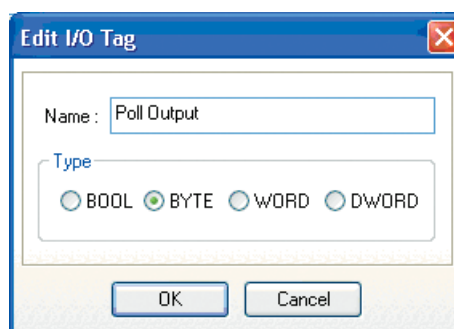 Edit I/O Tag
Name : Poll Output
Type
BOOL BYTE WORD DWORD
OK Cancel